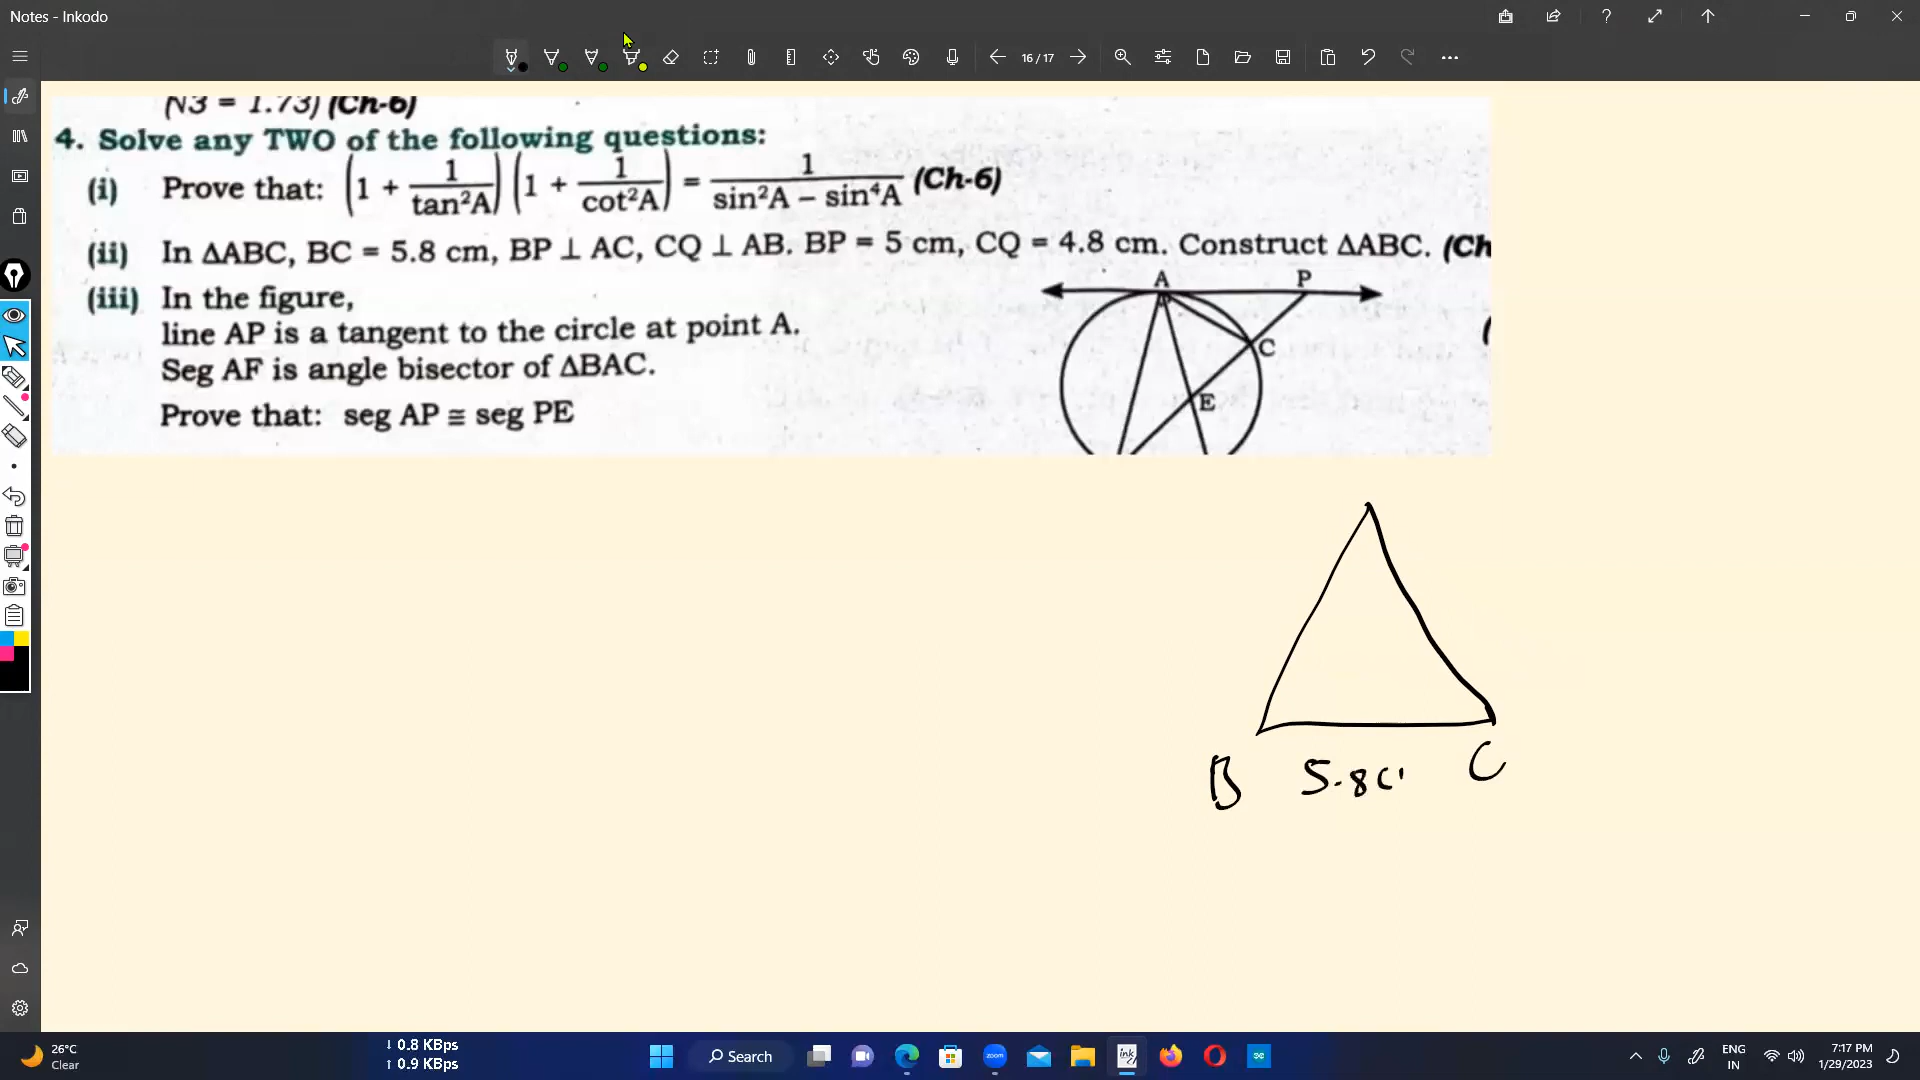 Notes - Inkodo
16 / 17
(√3 = 1.73) (Ch-6)
4. Solve any TWO of the following questions:
(i) Prove that: (1 + 1/tan²A) (1 + 1/cot²A) = 1/(sin²A – sin⁴A) (Ch-6)
(ii) In ΔABC, BC = 5.8 cm, BP ⊥ AC, CQ ⊥ AB. BP = 5 cm, CQ = 4.8 cm. Construct ΔABC. (Ch
(iii) In the figure,
line AP is a tangent to the circle at point A.
Seg AF is angle bisector of ΔBAC.
Prove that: seg AP ≅ seg PE
A P
C
E
B 5.8c C
26°C
Clear
↓ 0.8 KBps
↑ 0.9 KBps
Search
zoom
ink
ENG
IN
7:17 PM
1/29/2023